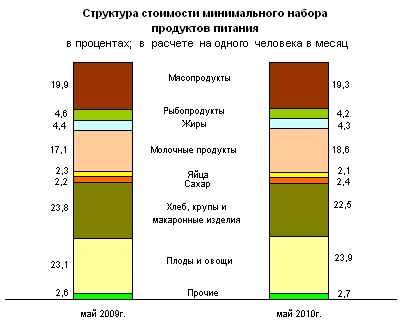 Структура стоимости минимального набора
продуктов питания
в процентах; в расчете на одного человека в месяц
19,9 Мясопродукты 19,3
4,6 Рыбопродукты 4,2
4,4 Жиры 4,3
17,1 Молочные продукты 18,6
2,3 Яйца 2,1
2,2 Сахар 2,4
23,8 Хлеб, крупы и 22,5
макаронные изделия
23,1 Плоды и овощи 23,9
2,6 Прочие 2,7
май 2009г. май 2010г.